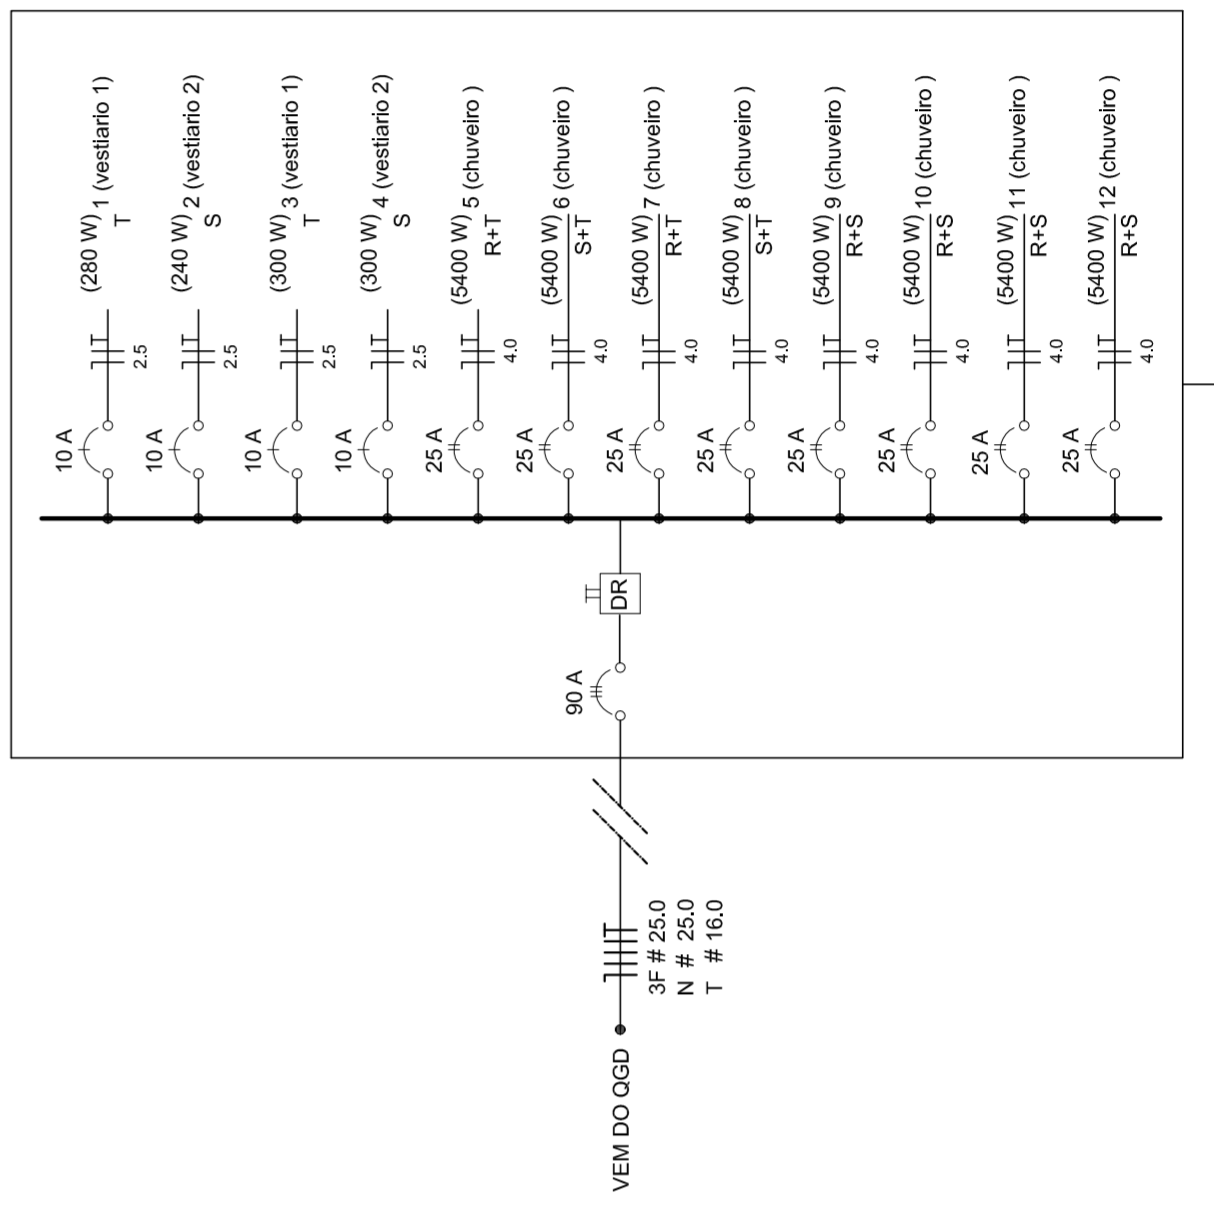 (280 W) 1 (vestiario 1)
T
10 A
2.5
(240 W) 2 (vestiario 2)
S
10 A
2.5
(300 W) 3 (vestiario 1)
T
10 A
2.5
(300 W) 4 (vestiario 2)
S
10 A
2.5
(5400 W) 5 (chuveiro )
R+T
25 A
4.0
(5400 W) 6 (chuveiro )
S+T
25 A
4.0
(5400 W) 7 (chuveiro )
R+T
25 A
4.0
(5400 W) 8 (chuveiro )
S+T
25 A
4.0
(5400 W) 9 (chuveiro )
R+S
25 A
4.0
(5400 W) 10 (chuveiro )
R+S
25 A
4.0
(5400 W) 11 (chuveiro )
R+S
25 A
4.0
(5400 W) 12 (chuveiro )
R+S
25 A
4.0
DR
90 A
3F # 25.0
N # 25.0
T # 16.0
VEM DO QGD